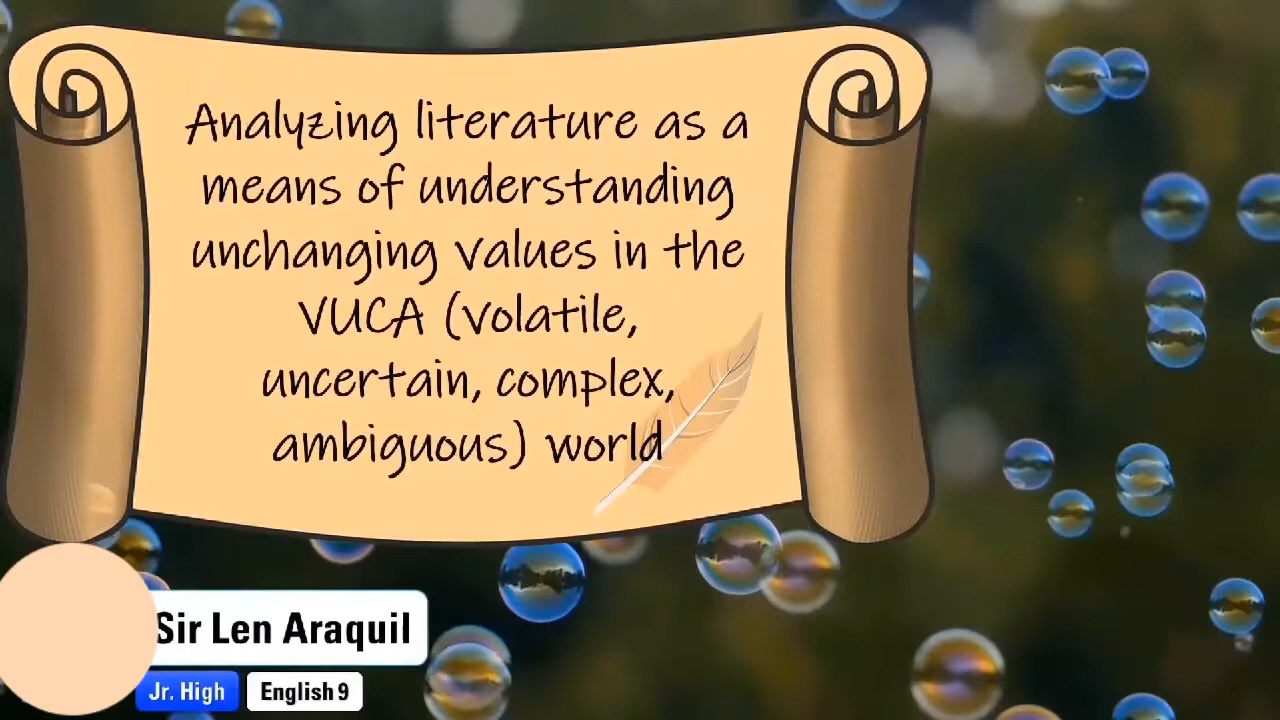 Analyzing literature as a
means of understanding
unchanging values in the
VUCA (volatile,
uncertain, complex,
ambiguous) world
Sir Len Araquil
Jr. High
English 9